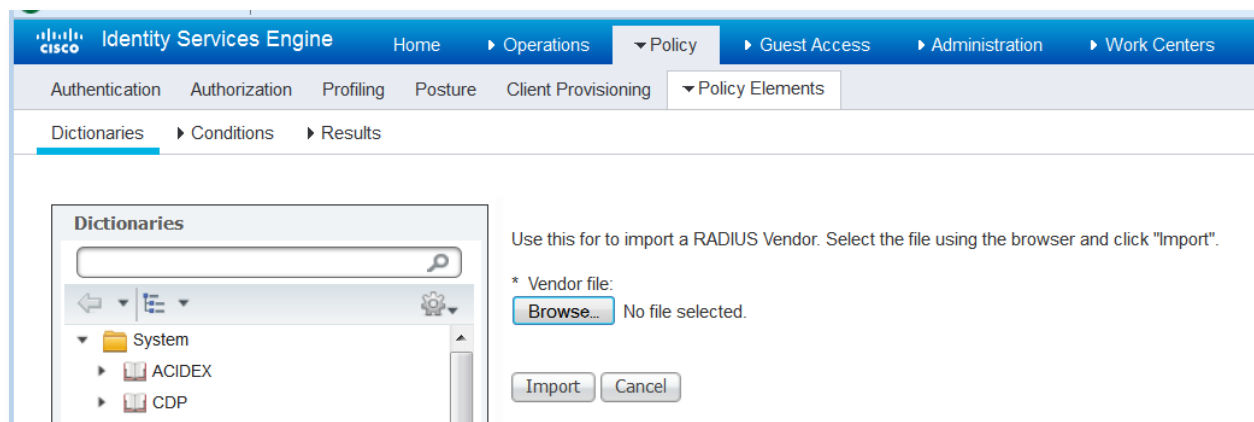 cisco Identity Services Engine Home Operations Policy Guest Access Administration Work Centers
Authentication Authorization Profiling Posture Client Provisioning Policy Elements
Dictionaries Conditions Results
Dictionaries
Use this for to import a RADIUS Vendor. Select the file using the browser and click "Import".
* Vendor file:
Browse... No file selected.
System
ACIDEX
CDP
Import Cancel